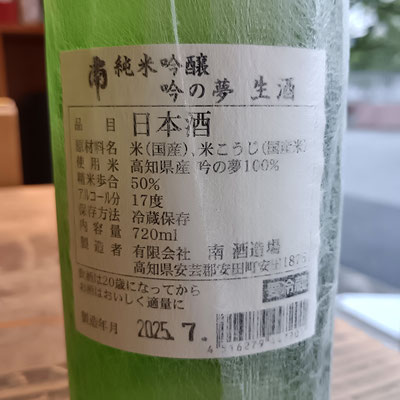 南 純米吟醸
吟の夢 生酒
品目 日本酒
原材料名 米(国産)、米こうじ(国産米)
使用米 高知県産 吟の夢100%
精米歩合 50%
アルコール分 17度
保存方法 冷蔵保存
内容量 720ml
製造者 有限会社 南 酒造場
高知県安芸郡安田町安田1875
飲酒は20歳になってから
お酒はおいしく適量に
要冷蔵
製造年月 2025.7.